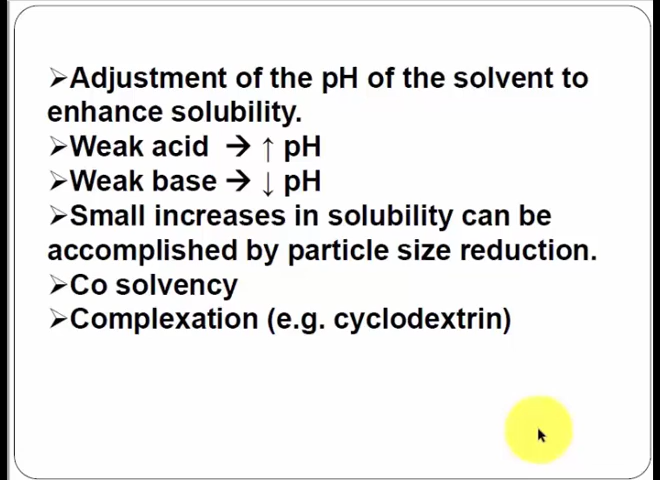 ➢Adjustment of the pH of the solvent to
enhance solubility.
➢Weak acid → ↑ pH
➢Weak base → ↓ pH
➢Small increases in solubility can be
accomplished by particle size reduction.
➢Co solvency
➢Complexation (e.g. cyclodextrin)